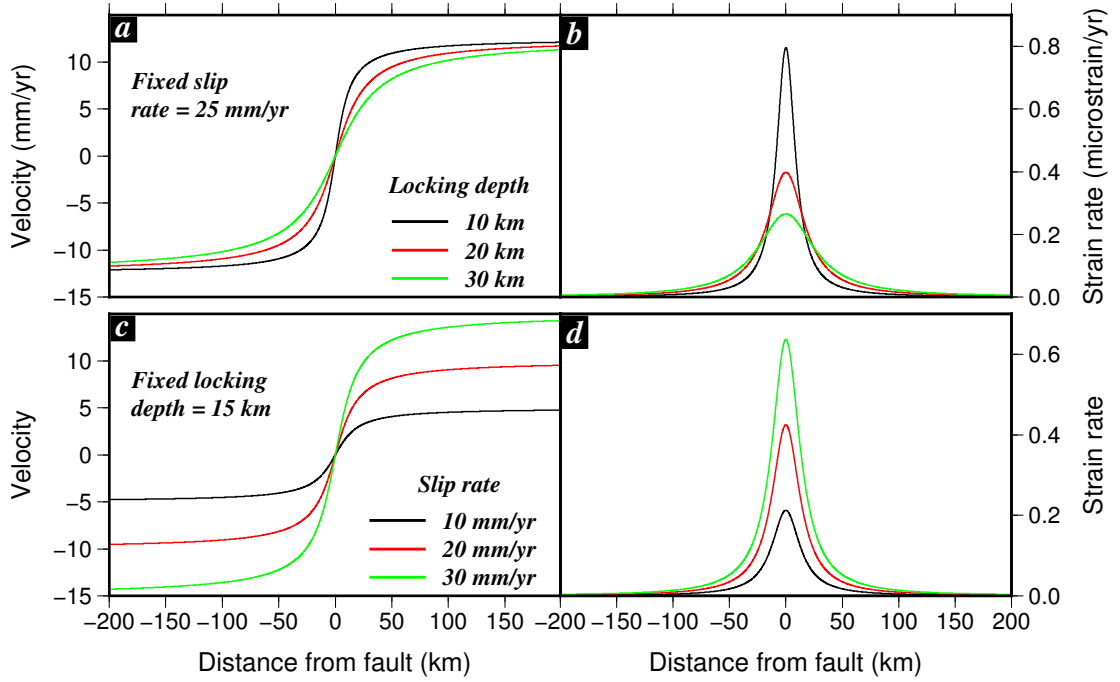 a
Fixed slip
rate = 25 mm/yr
Locking depth
10 km
20 km
30 km
10
5
0
−5
−10
−15
Velocity (mm/yr)
b
0.8
0.6
0.4
0.2
0.0
Strain rate (microstrain/yr)
c
Fixed locking
depth = 15 km
Slip rate
10 mm/yr
20 mm/yr
30 mm/yr
10
5
0
−5
−10
−15
Velocity
−200 −150 −100 −50 0 50 100 150
Distance from fault (km)
d
0.6
0.4
0.2
0.0
Strain rate
−200 −150 −100 −50 0 50 100 150 200
Distance from fault (km)